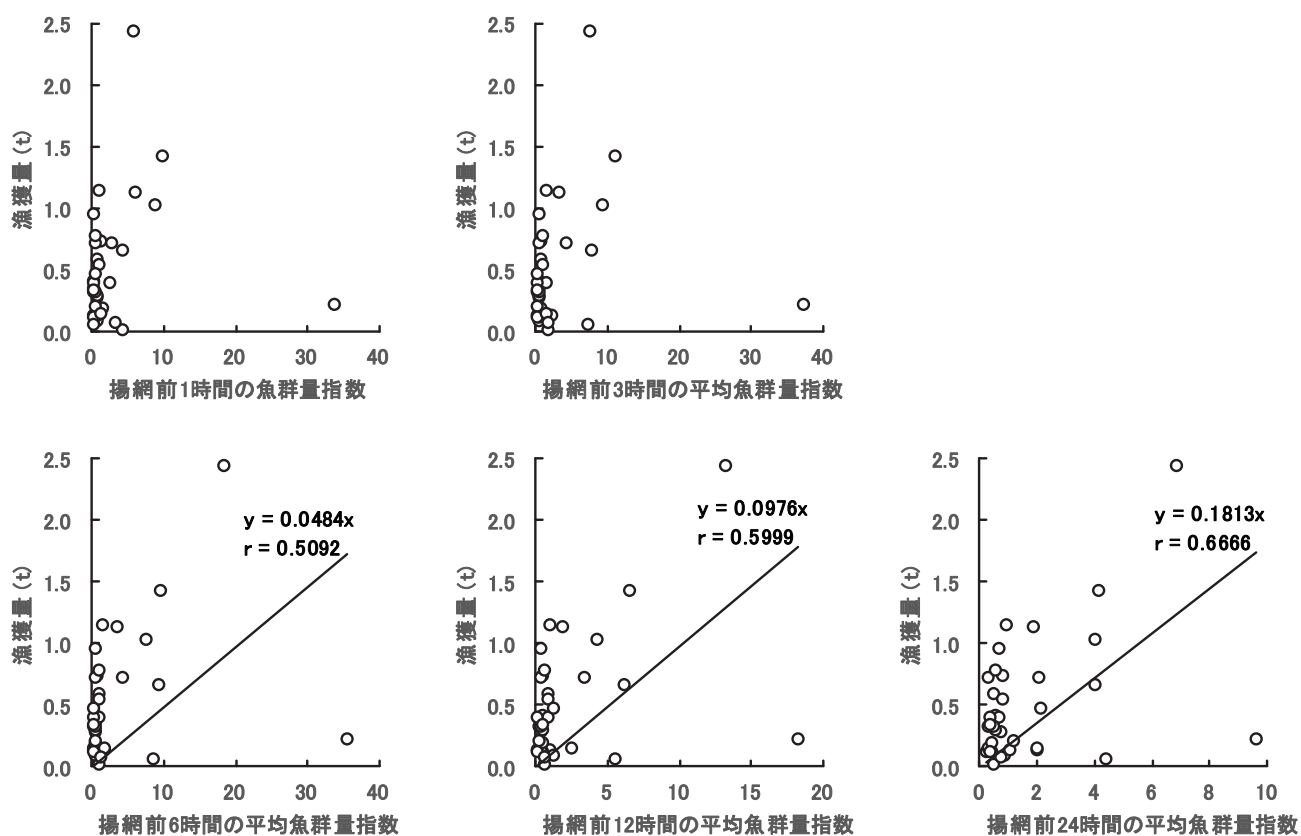 2.5
2.0
1.5
1.0
0.5
0.0
漁獲量(t)
0 10 20 30 40
揚網前1時間の魚群量指数
2.5
2.0
1.5
1.0
0.5
0.0
漁獲量(t)
0 10 20 30 40
揚網前3時間の平均魚群量指数
2.5
2.0
1.5
1.0
0.5
0.0
漁獲量(t)
y = 0.0484x
r = 0.5092
0 10 20 30 40
揚網前6時間の平均魚群量指数
2.5
2.0
1.5
1.0
0.5
0.0
漁獲量(t)
y = 0.0976x
r = 0.5999
0 5 10 15 20
揚網前12時間の平均魚群量指数
2.5
2.0
1.5
1.0
0.5
0.0
漁獲量(t)
y = 0.1813x
r = 0.6666
0 2 4 6 8 10
揚網前24時間の平均魚群量指数